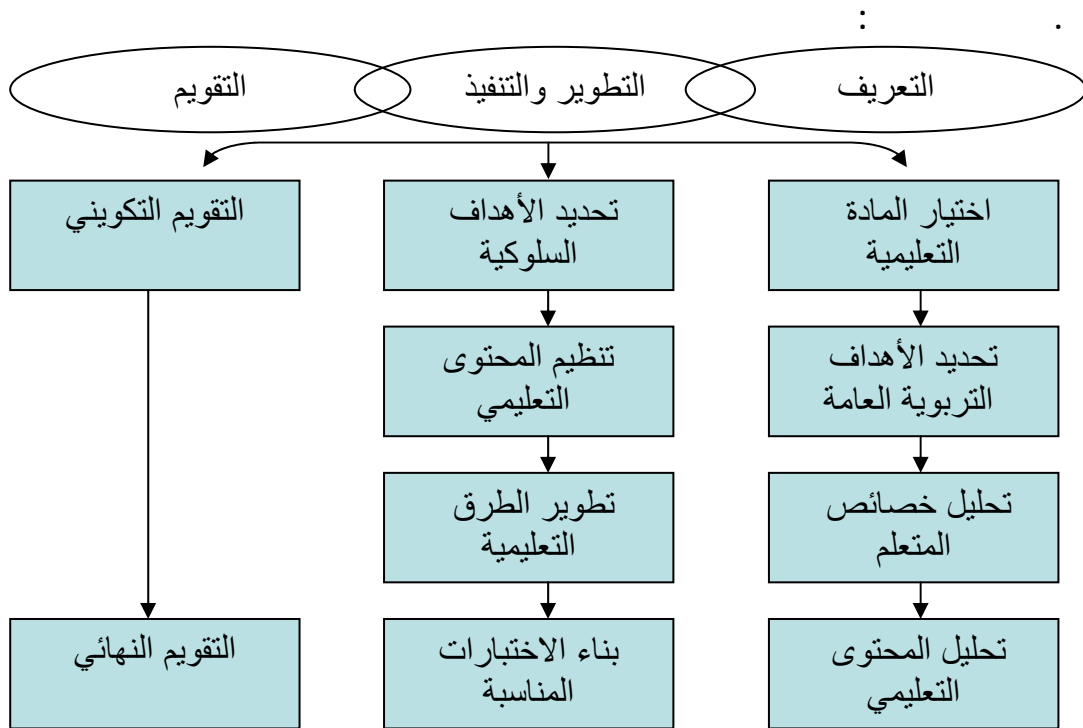 : .
التعريف
التطوير والتنفيذ
التقويم
اختيار المادة
التعليمية
تحديد الأهداف
السلوكية
التقويم التكويني
تحديد الأهداف
التربوية العامة
تنظيم المحتوى
التعليمي
تحليل خصائص
المتعلم
تطوير الطرق
التعليمية
تحليل المحتوى
التعليمي
بناء الاختبارات
المناسبة
التقويم النهائي